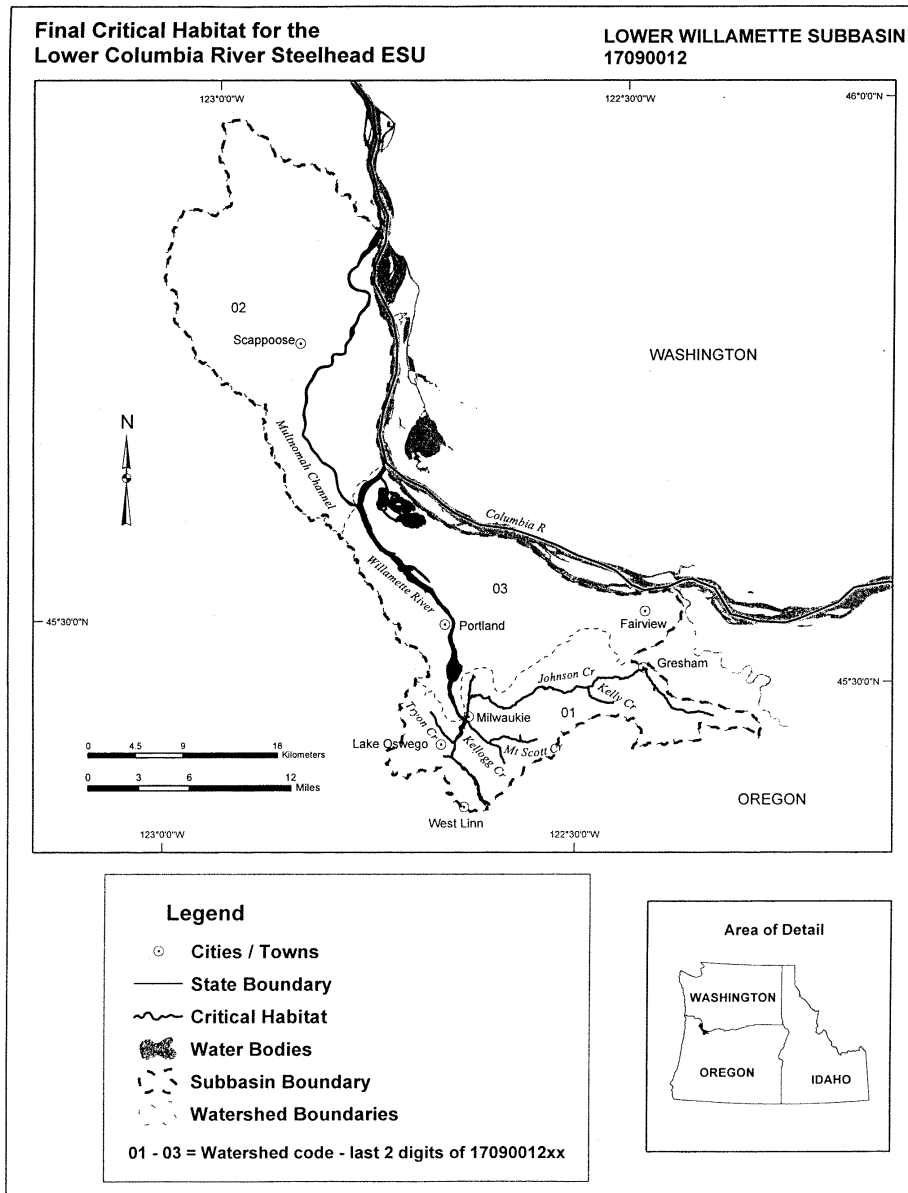 Final Critical Habitat for the
Lower Columbia River Steelhead ESU
LOWER WILLAMETTE SUBBASIN
17090012
123°0'0"W
122°30'0"W
46°0'0"N
02
Scappoose
WASHINGTON
N
Multnomah Channel
Columbia R
Willamette River
03
45°30'0"N
Portland
Fairview
Gresham
Johnson Cr
Kelly Cr
45°30'0"N
01
Milwaukie
Tryon Cr
Lake Oswego
Kellogg Cr
Mt Scott Cr
0 4.5 9 18
Kilometers
0 3 6 12
Miles
OREGON
West Linn
123°0'0"W
122°30'0"W
Legend
Cities / Towns
State Boundary
Critical Habitat
Water Bodies
Subbasin Boundary
Watershed Boundaries
01 - 03 = Watershed code - last 2 digits of 17090012xx
Area of Detail
WASHINGTON
OREGON
IDAHO